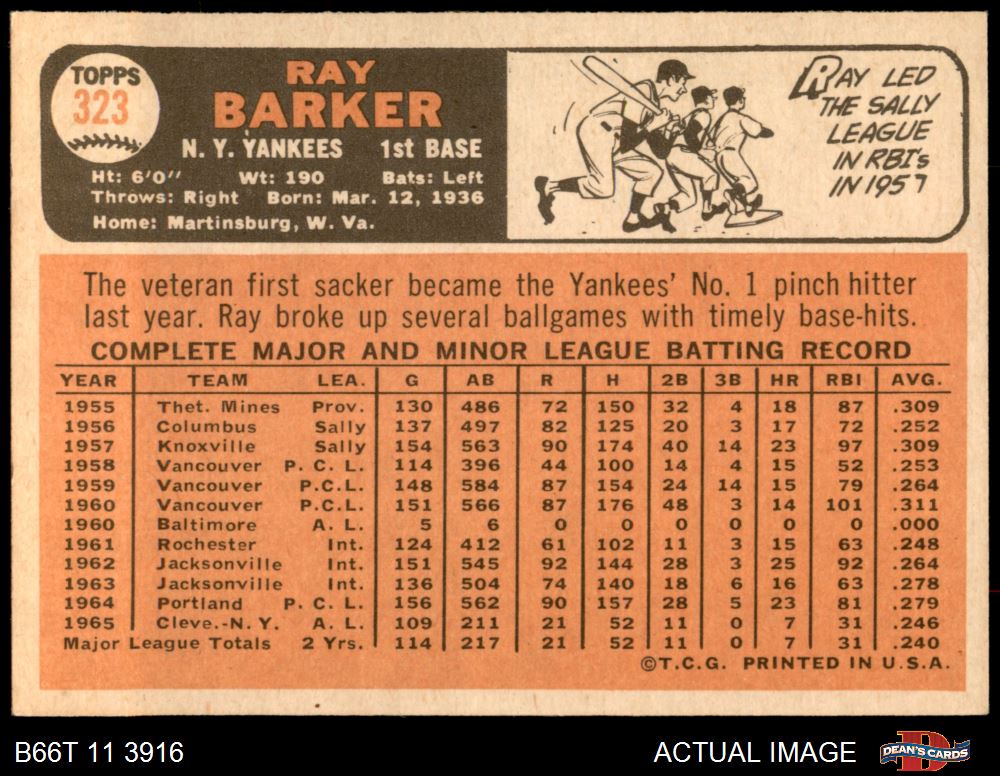 TOPPS
323
RAY
BARKER
N. Y. YANKEES 1st BASE
Ht: 6'0" Wt: 190 Bats: Left
Throws: Right Born: Mar. 12, 1936
Home: Martinsburg, W. Va.
RAY LED
THE SALLY
LEAGUE
IN RBI's
IN 1957
The veteran first sacker became the Yankees' No. 1 pinch hitter
last year. Ray broke up several ballgames with timely base-hits.
COMPLETE MAJOR AND MINOR LEAGUE BATTING RECORD
YEAR TEAM LEA. G AB R H 2B 3B HR RBI AVG.
1955 Thet. Mines Prov. 130 486 72 150 32 4 18 87 .309
1956 Columbus Sally 137 497 82 125 20 3 17 72 .252
1957 Knoxville Sally 154 563 90 174 40 14 23 97 .309
1958 Vancouver P. C. L. 114 396 44 100 14 4 15 52 .253
1959 Vancouver P.C.L. 148 584 87 154 24 14 15 79 .264
1960 Vancouver P.C.L. 151 566 87 176 48 3 14 101 .311
1960 Baltimore A. L. 5 6 0 0 0 0 0 0 .000
1961 Rochester Int. 124 412 61 102 11 3 15 63 .248
1962 Jacksonville Int. 151 545 92 144 28 3 25 92 .264
1963 Jacksonville Int. 136 504 74 140 18 6 16 63 .278
1964 Portland P. C. L. 156 562 90 157 28 5 23 81 .279
1965 Cleve.-N. Y. A. L. 109 211 21 52 11 0 7 31 .246
Major League Totals 2 Yrs. 114 217 21 52 11 0 7 31 .240
©T.C.G. PRINTED IN U.S.A.
B66T 11 3916 ACTUAL IMAGE
DEAN'S CARDS